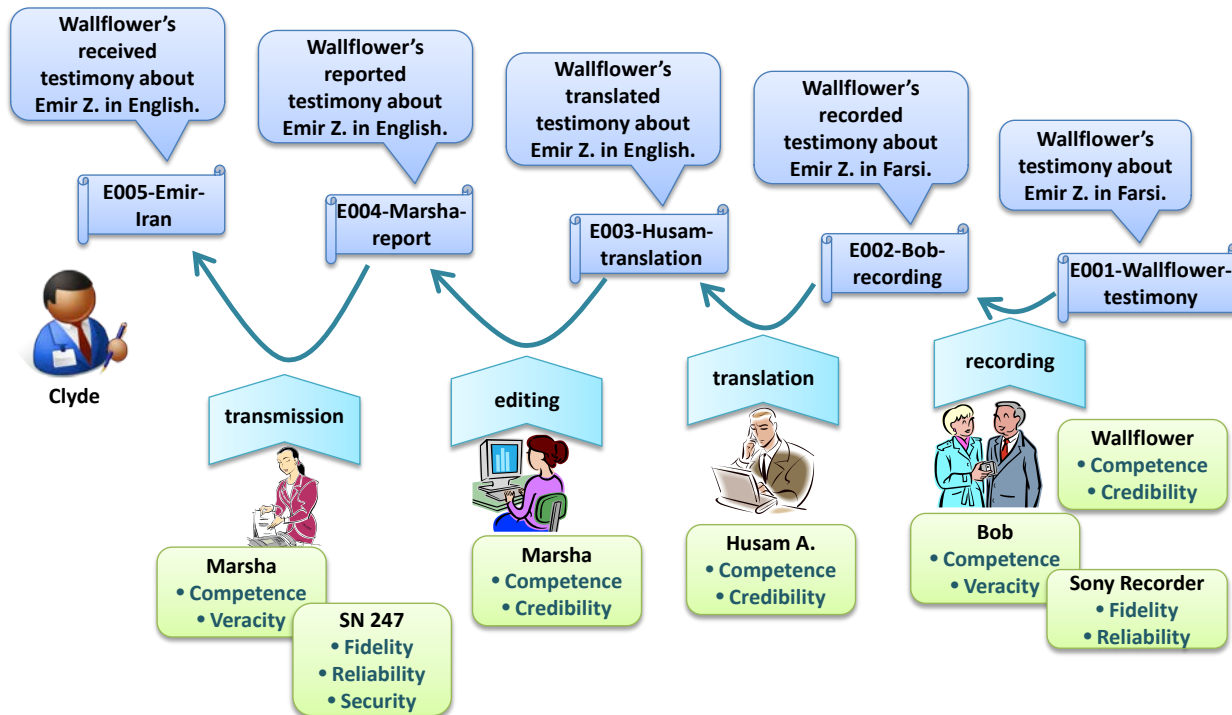 Wallflower's
received
testimony about
Emir Z. in English.
Wallflower's
reported
testimony about
Emir Z. in English.
Wallflower's
translated
testimony about
Emir Z. in English.
Wallflower's
recorded
testimony about
Emir Z. in Farsi.
Wallflower's
testimony about
Emir Z. in Farsi.
E005-Emir-
Iran
E004-Marsha-
report
E003-Husam-
translation
E002-Bob-
recording
E001-Wallflower-
testimony
Clyde
transmission
editing
translation
recording
Marsha
• Competence
• Veracity
SN 247
• Fidelity
• Reliability
• Security
Marsha
• Competence
• Credibility
Husam A.
• Competence
• Credibility
Wallflower
• Competence
• Credibility
Bob
• Competence
• Veracity
Sony Recorder
• Fidelity
• Reliability